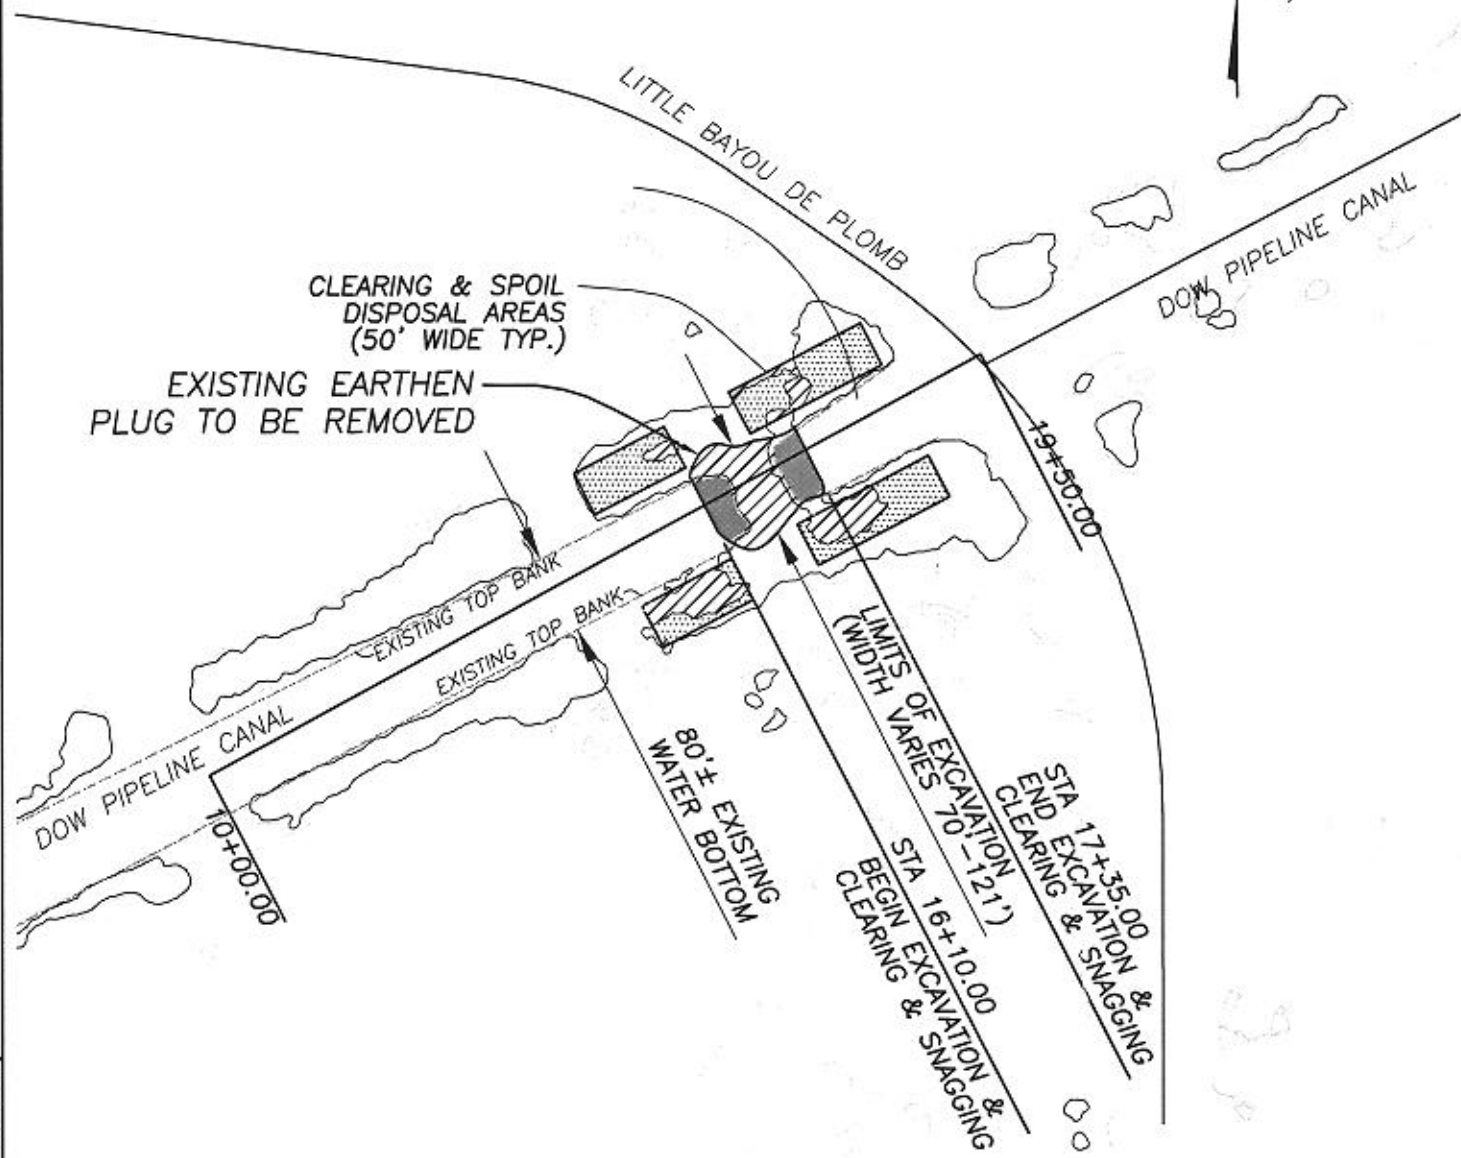 LITTLE BAYOU DE PLOMB
DOW PIPELINE CANAL
CLEARING & SPOIL
DISPOSAL AREAS
(50' WIDE TYP.)
EXISTING EARTHEN
PLUG TO BE REMOVED
19+50.00
EXISTING TOP BANK
EXISTING TOP BANK
DOW PIPELINE CANAL
10+00.00
80'± EXISTING
WATER BOTTOM
LIMITS OF EXCAVATION
(WIDTH VARIES 70'-121')
STA 17+35.00
END EXCAVATION &
CLEARING & SNAGGING
STA 16+10.00
BEGIN EXCAVATION &
CLEARING & SNAGGING